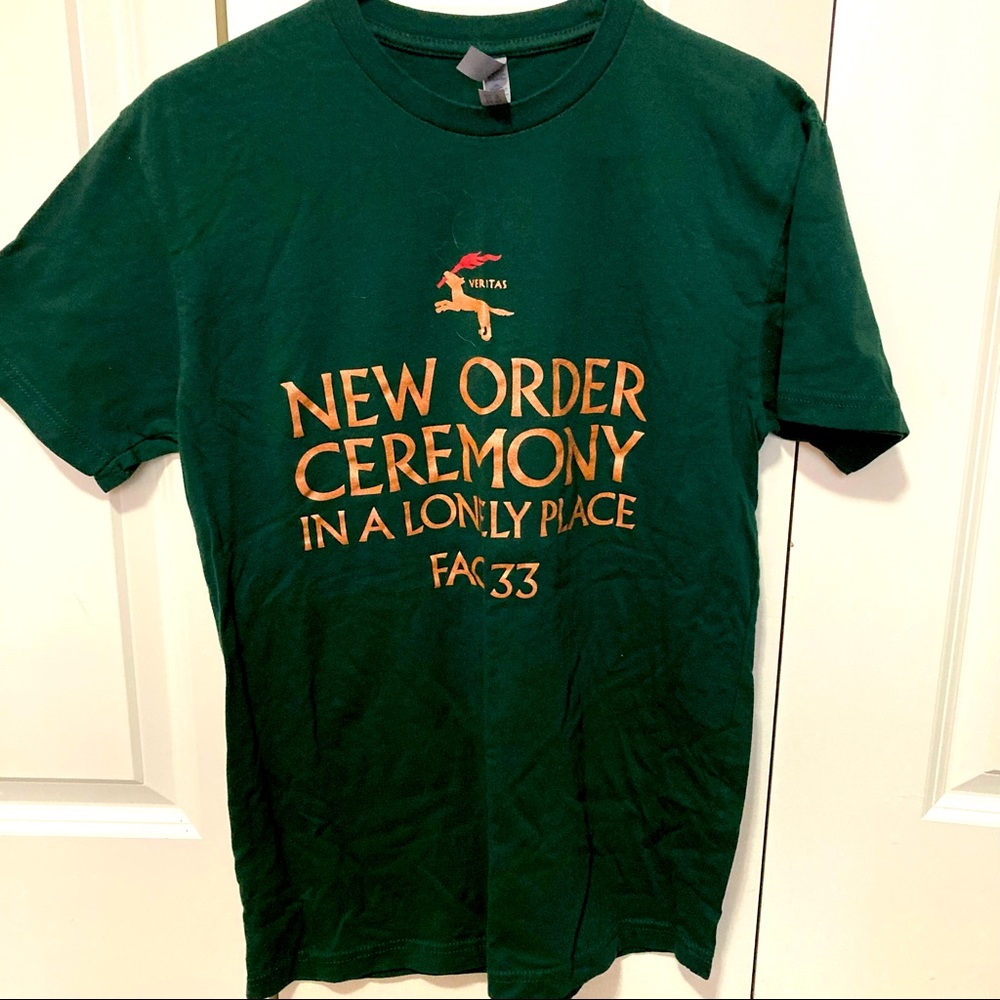 VERITAS
NEW ORDER
CEREMONY
IN A LONELY PLACE
FAC 33